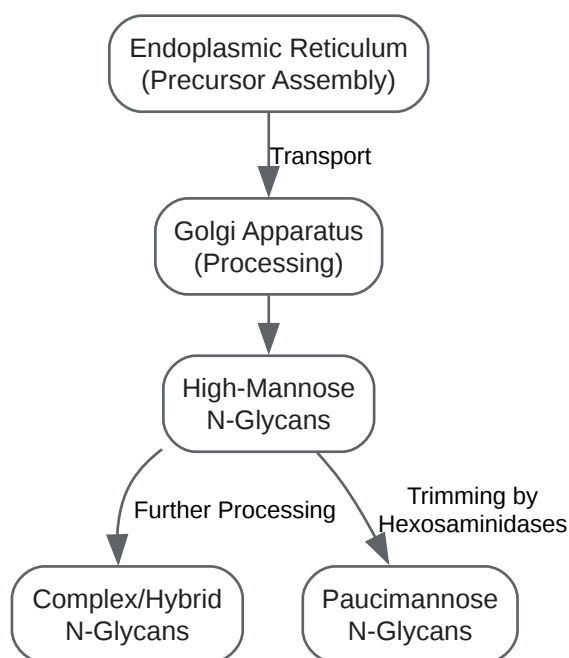 Endoplasmic Reticulum
(Precursor Assembly)
Transport
Golgi Apparatus
(Processing)
High-Mannose
N-Glycans
Further Processing
Trimming by
Hexosaminidases
Complex/Hybrid
N-Glycans
Paucimannose
N-Glycans